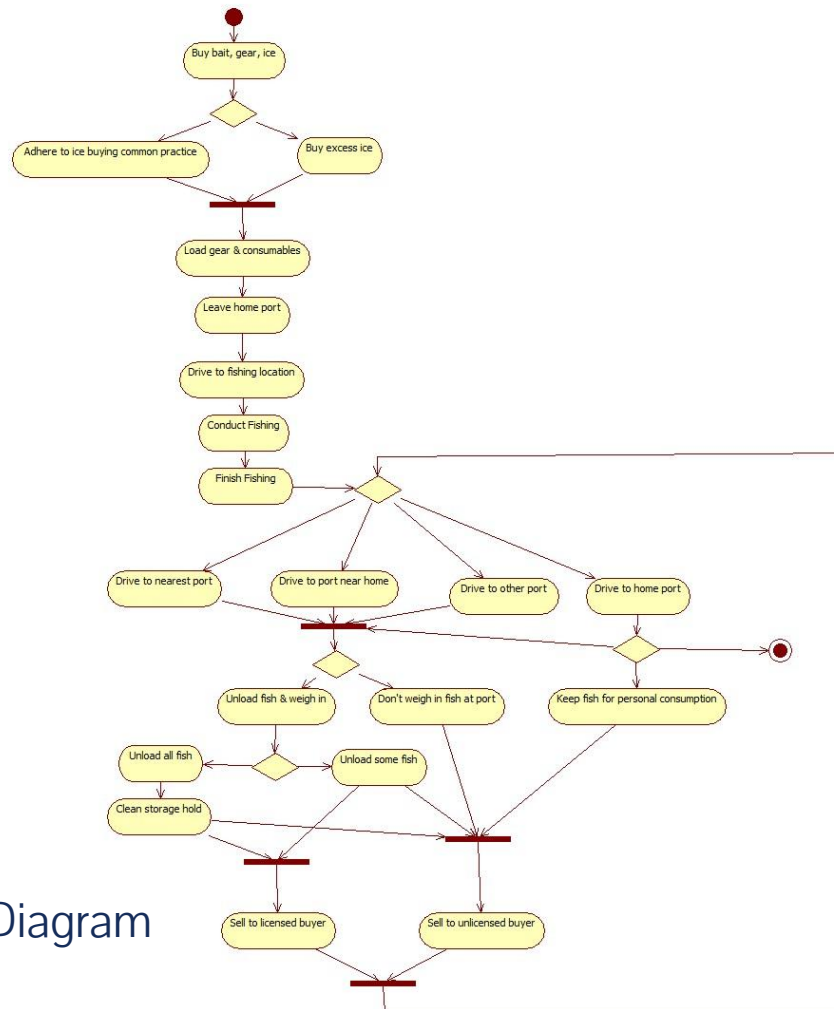 Buy bait, gear, ice
Adhere to ice buying common practice
Buy excess ice
Load gear & consumables
Leave home port
Drive to fishing location
Conduct Fishing
Finish Fishing
Drive to nearest port
Drive to port near home
Drive to other port
Drive to home port
Unload fish & weigh in
Don't weigh in fish at port
Keep fish for personal consumption
Unload all fish
Unload some fish
Clean storage hold
Diagram
Sell to licensed buyer
Sell to unlicensed buyer